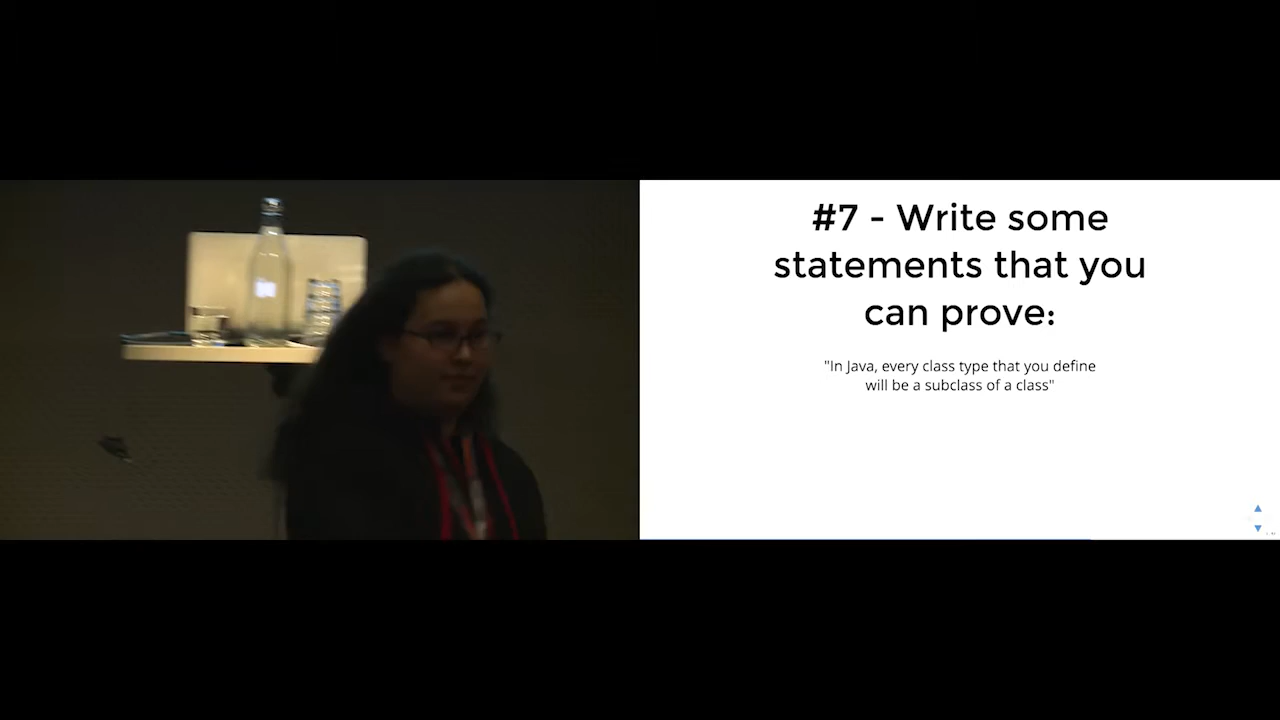 #7 - Write some
statements that you
can prove:
"In Java, every class type that you define
will be a subclass of a class"